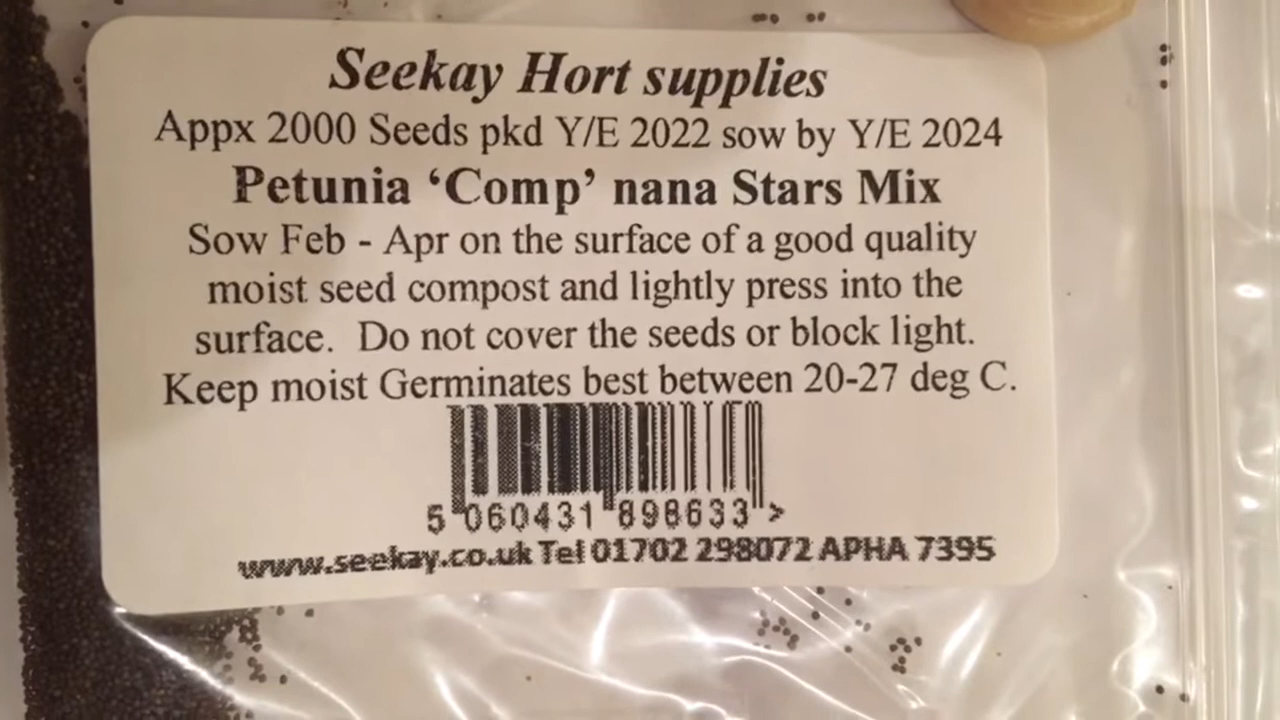 Seekay Hort supplies
Appx 2000 Seeds pkd Y/E 2022 sow by Y/E 2024
Petunia ‘Comp’ nana Stars Mix
Sow Feb - Apr on the surface of a good quality
moist seed compost and lightly press into the
surface. Do not cover the seeds or block light.
Keep moist Germinates best between 20-27 deg C.
5 060431 898633 >
www.seekay.co.uk Tel 01702 298072 APHA 7395